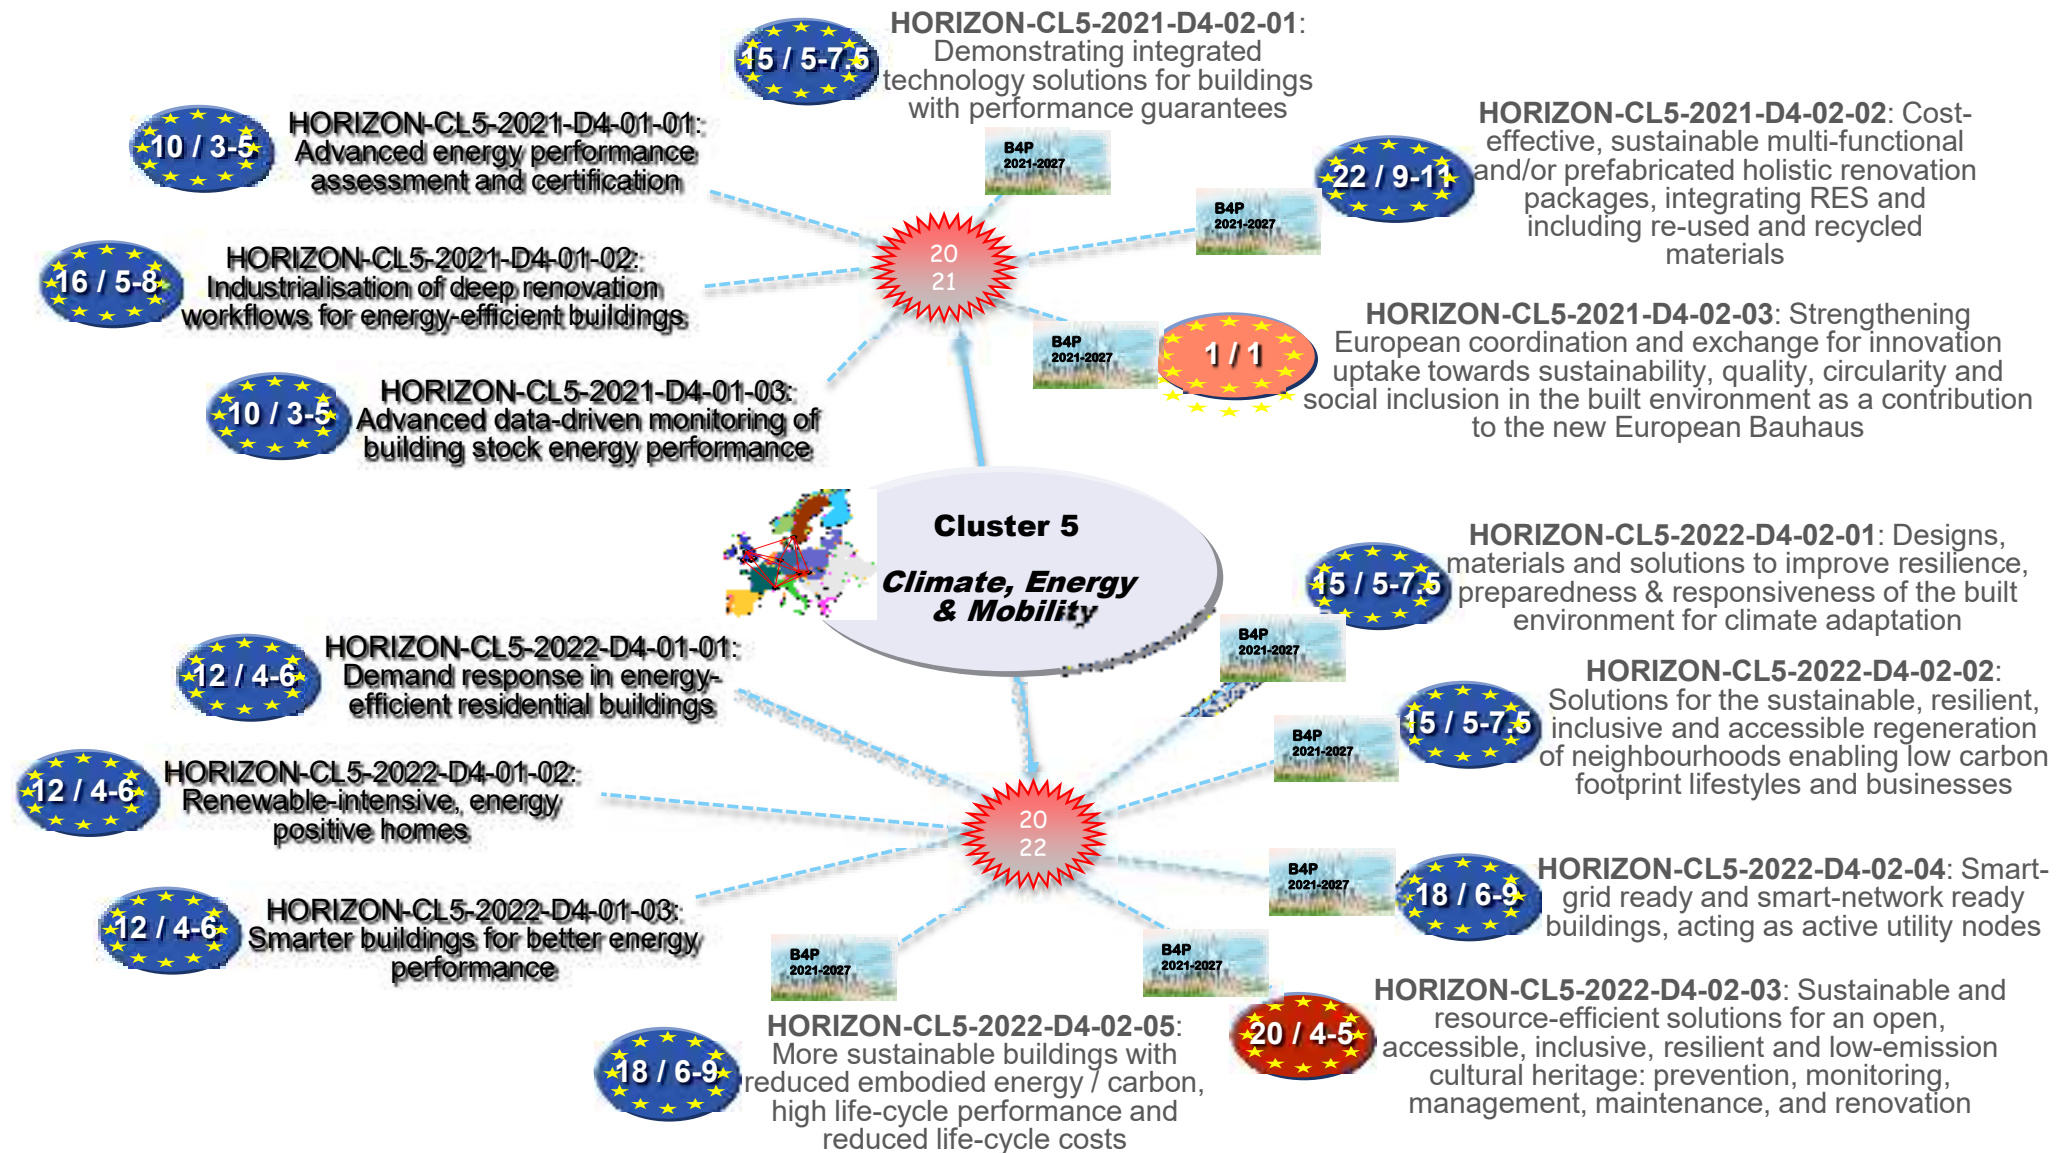 HORIZON-CL5-2021-D4-02-01:
Demonstrating integrated
technology solutions for buildings
with performance guarantees
15 / 5-7.5
B4P
2021-2027
HORIZON-CL5-2021-D4-01-01:
Advanced energy performance
assessment and certification
10 / 3-5
HORIZON-CL5-2021-D4-02-02: Cost-
effective, sustainable multi-functional
and/or prefabricated holistic renovation
packages, integrating RES and
including re-used and recycled
materials
22 / 9-11
B4P
2021-2027
HORIZON-CL5-2021-D4-01-02:
Industrialisation of deep renovation
workflows for energy-efficient buildings
16 / 5-8
20
21
HORIZON-CL5-2021-D4-02-03: Strengthening
European coordination and exchange for innovation
uptake towards sustainability, quality, circularity and
social inclusion in the built environment as a contribution
to the new European Bauhaus
1 / 1
B4P
2021-2027
HORIZON-CL5-2021-D4-01-03:
Advanced data-driven monitoring of
building stock energy performance
10 / 3-5
Cluster 5
Climate, Energy
& Mobility
HORIZON-CL5-2022-D4-02-01: Designs,
materials and solutions to improve resilience,
preparedness & responsiveness of the built
environment for climate adaptation
15 / 5-7.5
B4P
2021-2027
HORIZON-CL5-2022-D4-01-01:
Demand response in energy-
efficient residential buildings
12 / 4-6
HORIZON-CL5-2022-D4-02-02:
Solutions for the sustainable, resilient,
inclusive and accessible regeneration
of neighbourhoods enabling low carbon
footprint lifestyles and businesses
15 / 5-7.5
B4P
2021-2027
HORIZON-CL5-2022-D4-01-02:
Renewable-intensive, energy
positive homes
12 / 4-6
20
22
HORIZON-CL5-2022-D4-02-04: Smart-
grid ready and smart-network ready
buildings, acting as active utility nodes
18 / 6-9
B4P
2021-2027
HORIZON-CL5-2022-D4-01-03:
Smarter buildings for better energy
performance
12 / 4-6
B4P
2021-2027
B4P
2021-2027
HORIZON-CL5-2022-D4-02-03: Sustainable and
resource-efficient solutions for an open,
accessible, inclusive, resilient and low-emission
cultural heritage: prevention, monitoring,
management, maintenance, and renovation
20 / 4-5
HORIZON-CL5-2022-D4-02-05:
More sustainable buildings with
reduced embodied energy / carbon,
high life-cycle performance and
reduced life-cycle costs
18 / 6-9